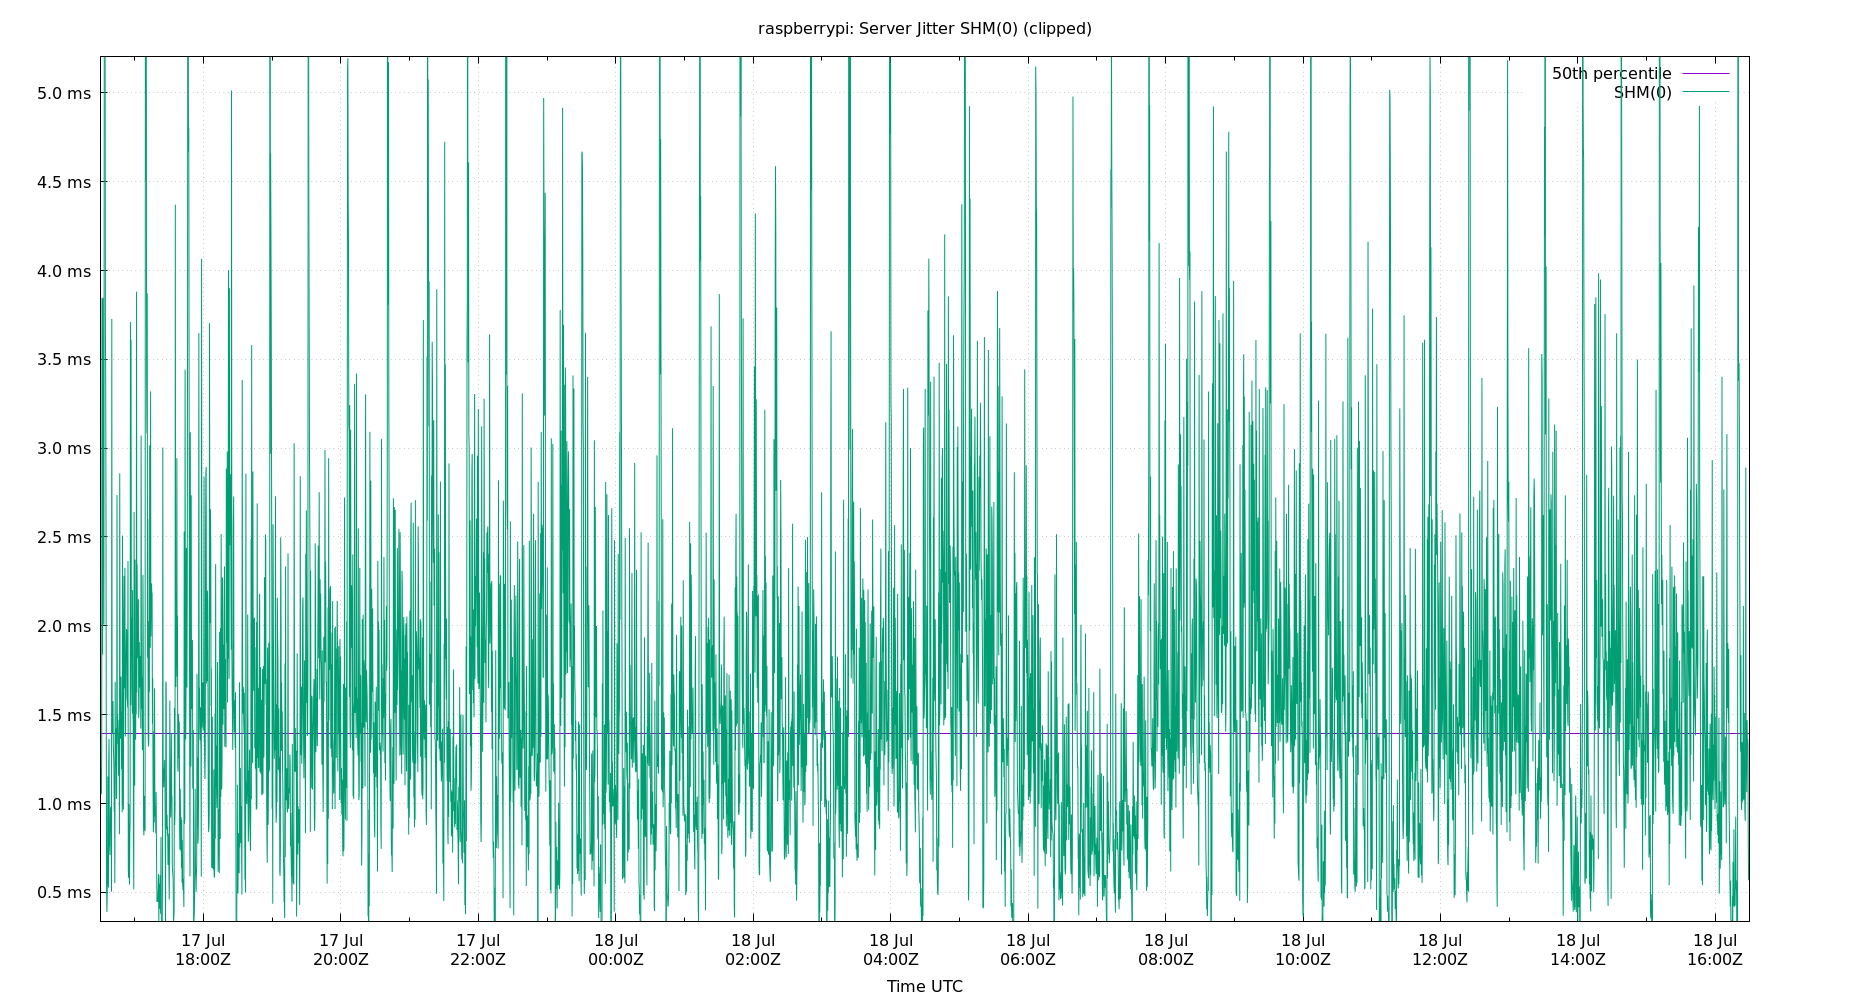 raspberrypi: Server Jitter SHM(0) (clipped)
50th percentile
SHM(0)
5.0 ms
4.5 ms
4.0 ms
3.5 ms
3.0 ms
2.5 ms
2.0 ms
1.5 ms
1.0 ms
0.5 ms
17 Jul 17 Jul 17 Jul 18 Jul 18 Jul 18 Jul 18 Jul 18 Jul 18 Jul 18 Jul 18 Jul 18 Jul
18:00Z 20:00Z 22:00Z 00:00Z 02:00Z 04:00Z 06:00Z 08:00Z 10:00Z 12:00Z 14:00Z 16:00Z
Time UTC